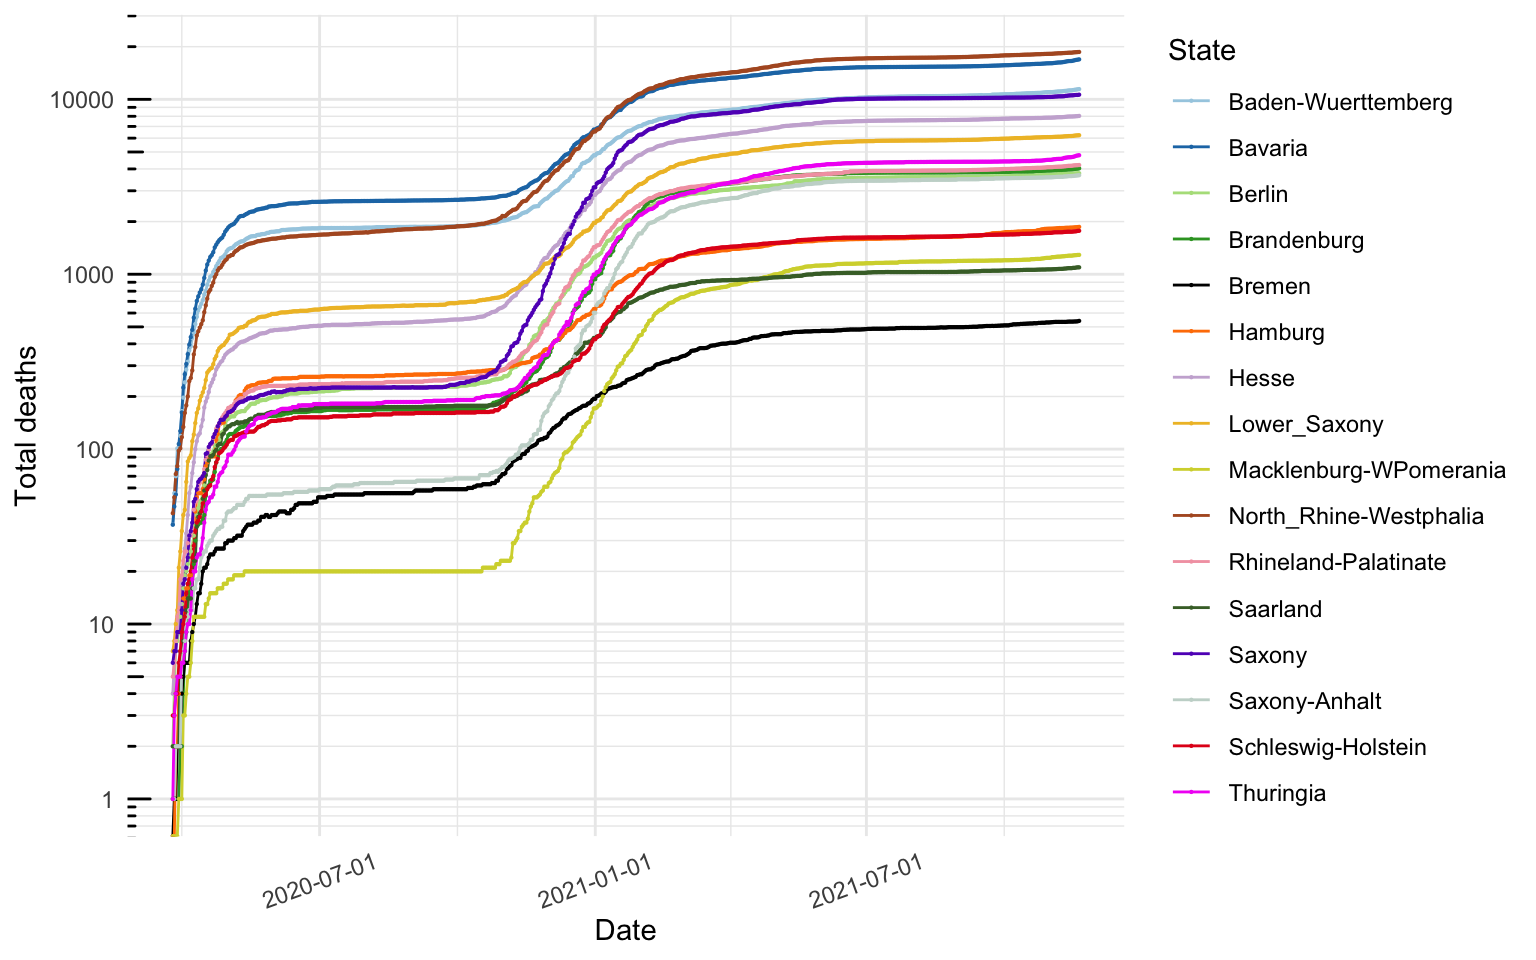 Total deaths
10000
1000
100
10
1
2020-07-01
2021-01-01
2021-07-01
Date
State
Baden-Wuerttemberg
Bavaria
Berlin
Brandenburg
Bremen
Hamburg
Hesse
Lower_Saxony
Macklenburg-WPomerania
North_Rhine-Westphalia
Rhineland-Palatinate
Saarland
Saxony
Saxony-Anhalt
Schleswig-Holstein
Thuringia